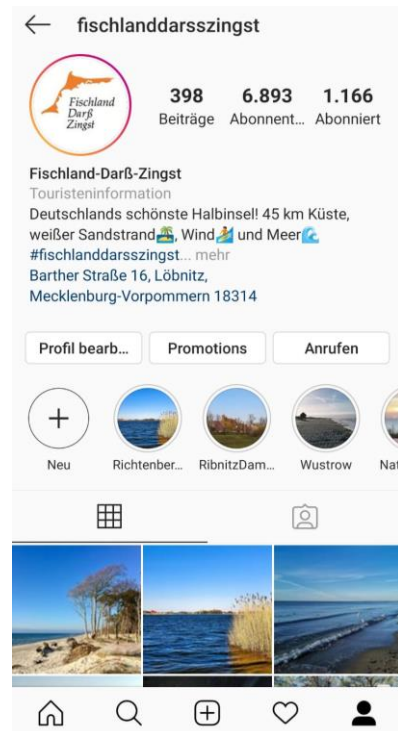 fischlanddarsszingst
Fischland
Darß
Zingst
398 6.893 1.166
Beiträge Abonnent... Abonniert
Fischland-Darß-Zingst
Touristeninformation
Deutschlands schönste Halbinsel! 45 km Küste,
weißer Sandstrand🏝️, Wind🏄 und Meer🌊
#fischlanddarsszingst... mehr
Barther Straße 16, Löbnitz,
Mecklenburg-Vorpommern 18314
Profil bearb... Promotions Anrufen
Neu Richtenber... RibnitzDam... Wustrow Nat